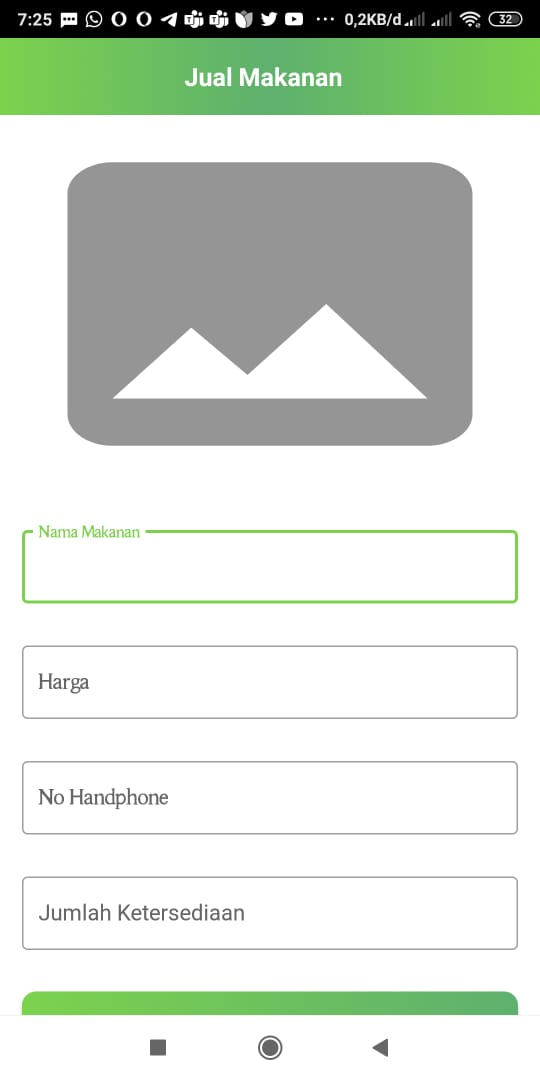 7:25 0,2KB/d 32
Jual Makanan
Nama Makanan
Harga
No Handphone
Jumlah Ketersediaan